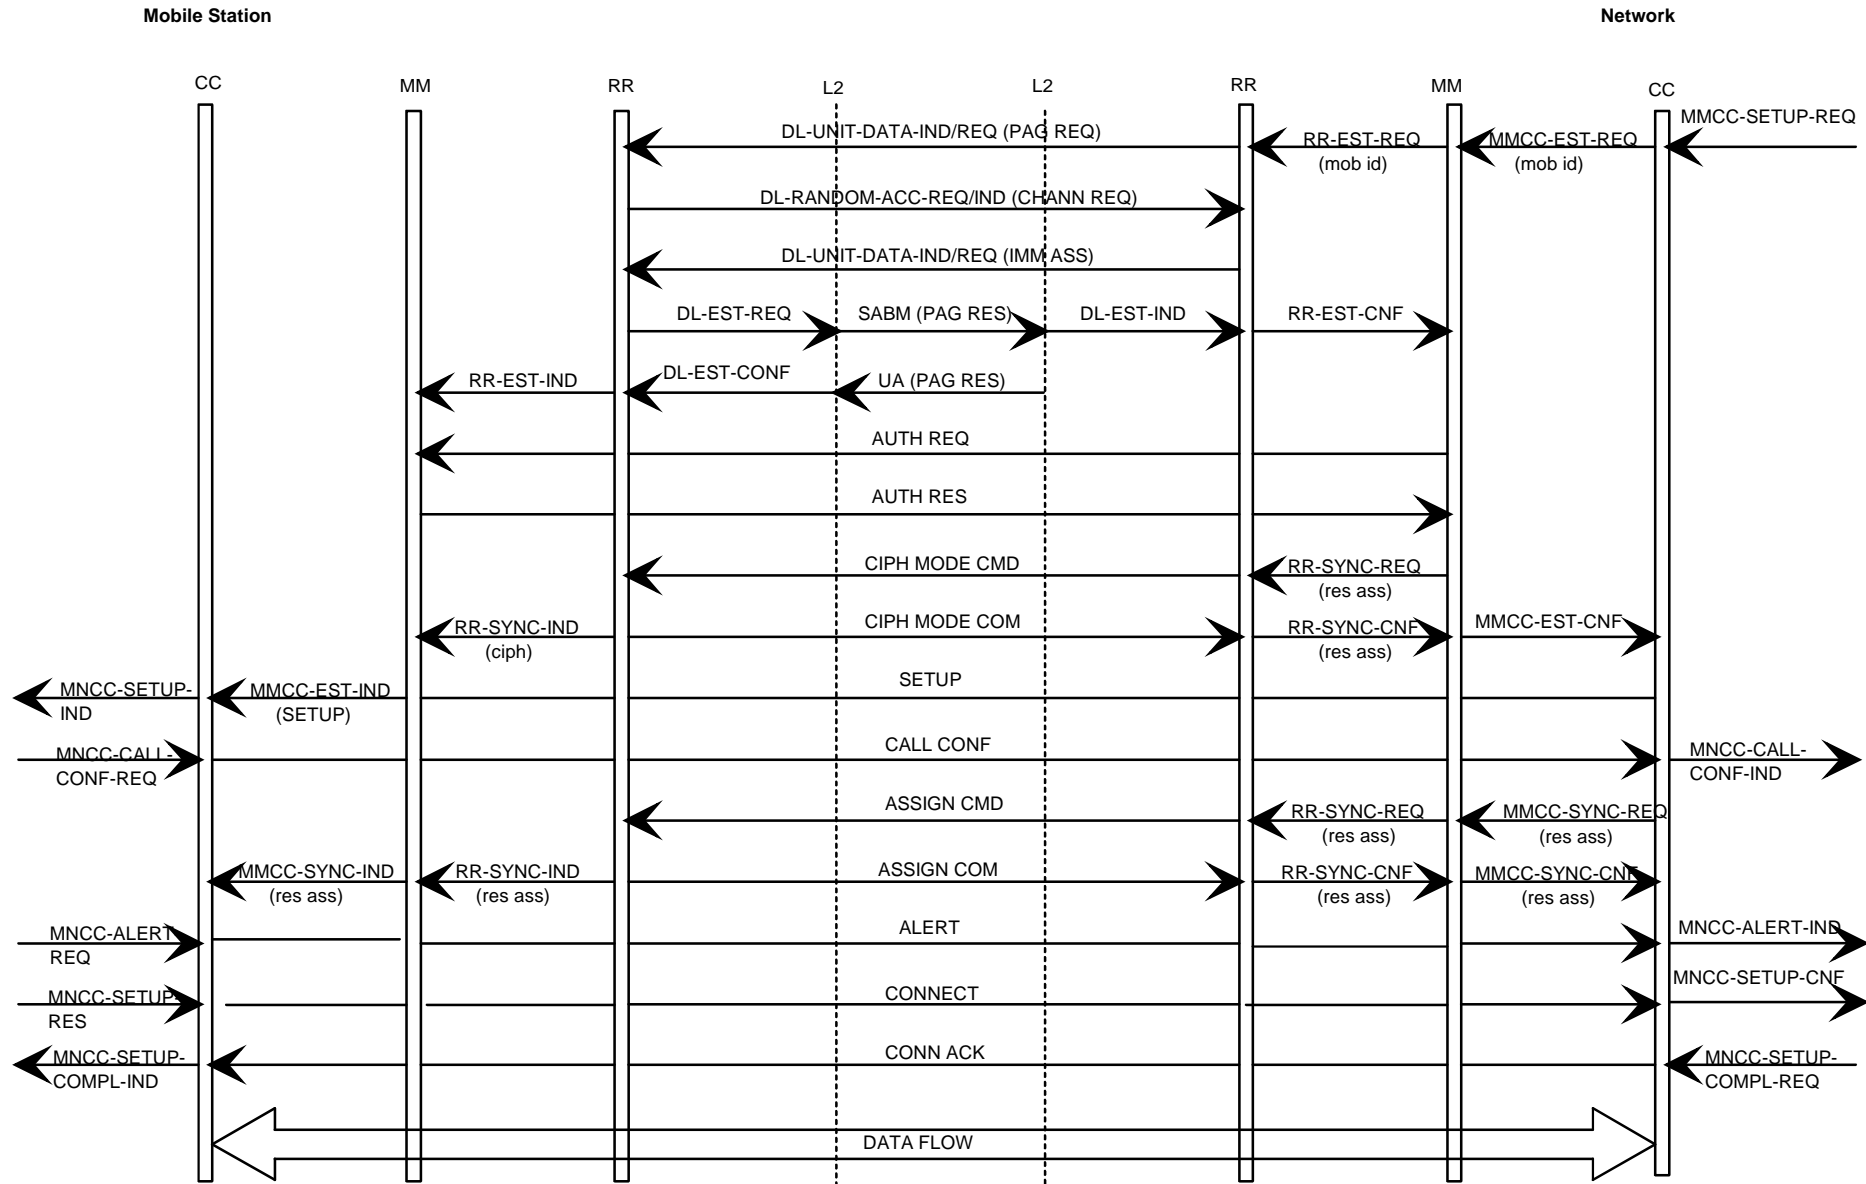 Mobile Station
Network
CC
MM
RR
L2
L2
RR
MM
CC
MMCC-SETUP-REQ
DL-UNIT-DATA-IND/REQ (PAG REQ)
RR-EST-REQ
(mob id)
MMCC-EST-REQ
(mob id)
DL-RANDOM-ACC-REQ/IND (CHANN REQ)
DL-UNIT-DATA-IND/REQ (IMM ASS)
DL-EST-REQ
SABM (PAG RES)
DL-EST-IND
RR-EST-CNF
RR-EST-IND
DL-EST-CONF
UA (PAG RES)
AUTH REQ
AUTH RES
CIPH MODE CMD
RR-SYNC-REQ
(res ass)
RR-SYNC-IND
(ciph)
CIPH MODE COM
RR-SYNC-CNF
(res ass)
MMCC-EST-CNF
MNCC-SETUP-
IND
MMCC-EST-IND
(SETUP)
SETUP
MNCC-CALL-
CONF-REQ
CALL CONF
MNCC-CALL-
CONF-IND
ASSIGN CMD
RR-SYNC-REQ
(res ass)
MMCC-SYNC-REQ
(res ass)
MMCC-SYNC-IND
(res ass)
RR-SYNC-IND
(res ass)
ASSIGN COM
RR-SYNC-CNF
(res ass)
MMCC-SYNC-CNF
(res ass)
MNCC-ALERT-
REQ
ALERT
MNCC-ALERT-IND
MNCC-SETUP-
RES
CONNECT
MNCC-SETUP-CNF
MNCC-SETUP-
COMPL-IND
CONN ACK
MNCC-SETUP-
COMPL-REQ
DATA FLOW